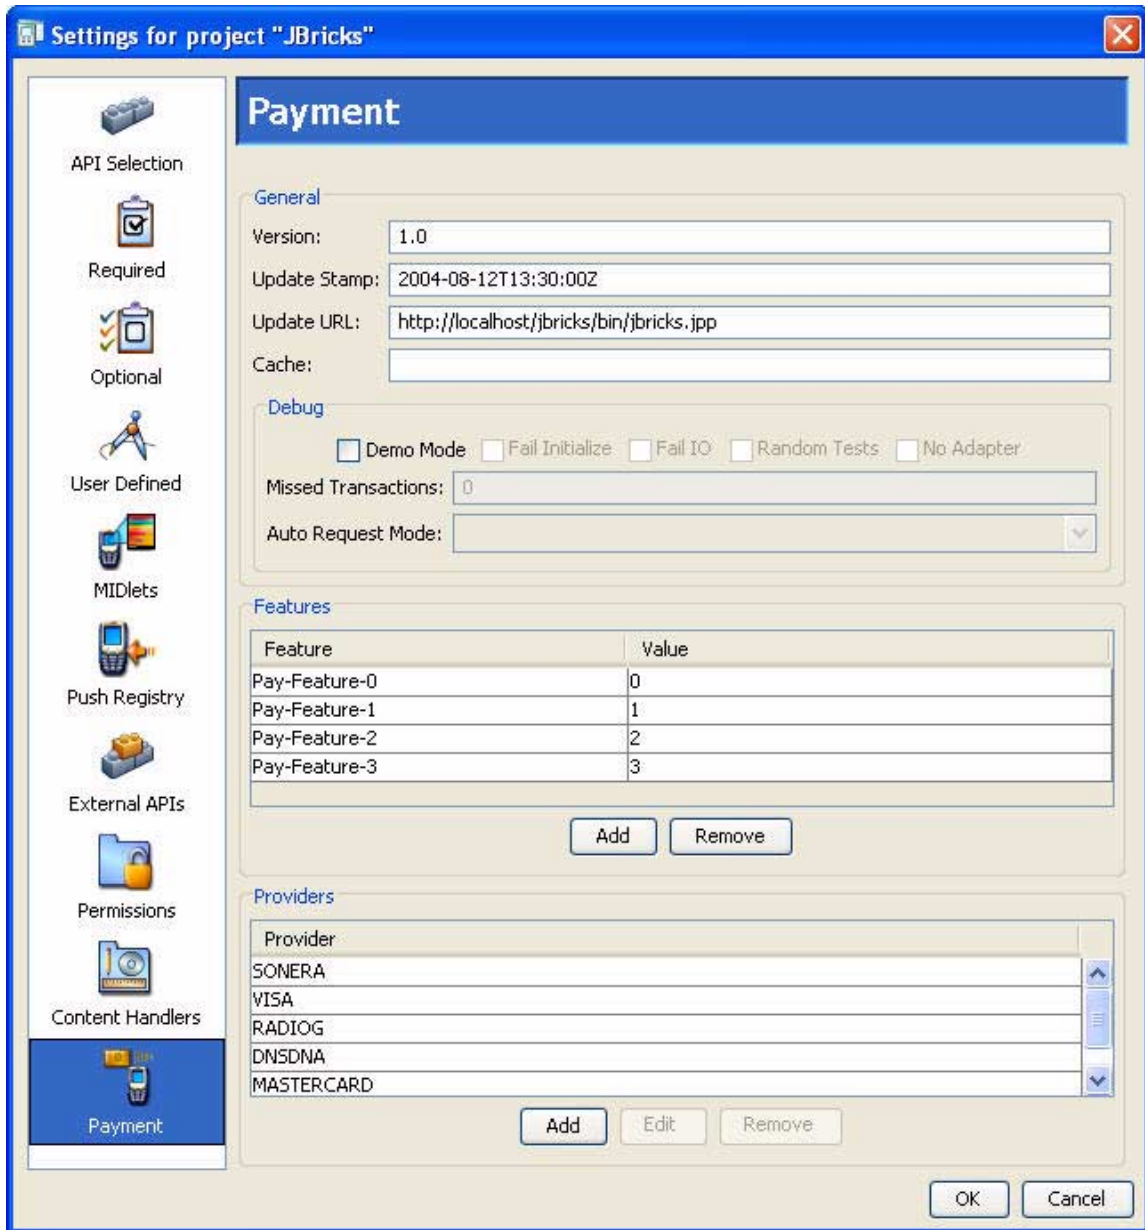 Settings for project "JBricks"
API Selection
Required
Optional
User Defined
MIDlets
Push Registry
External APIs
Permissions
Content Handlers
Payment
Payment
General
Version: 1.0
Update Stamp: 2004-08-12T13:30:00Z
Update URL: http://localhost/jbricks/bin/jbricks.jpp
Cache:
Debug
Demo Mode Fail Initialize Fail IO Random Tests No Adapter
Missed Transactions: 0
Auto Request Mode:
Features
Feature Value
Pay-Feature-0 0
Pay-Feature-1 1
Pay-Feature-2 2
Pay-Feature-3 3
Add Remove
Providers
Provider
SONERA
VISA
RADIOG
DNSDNA
MASTERCARD
Add Edit Remove
OK Cancel